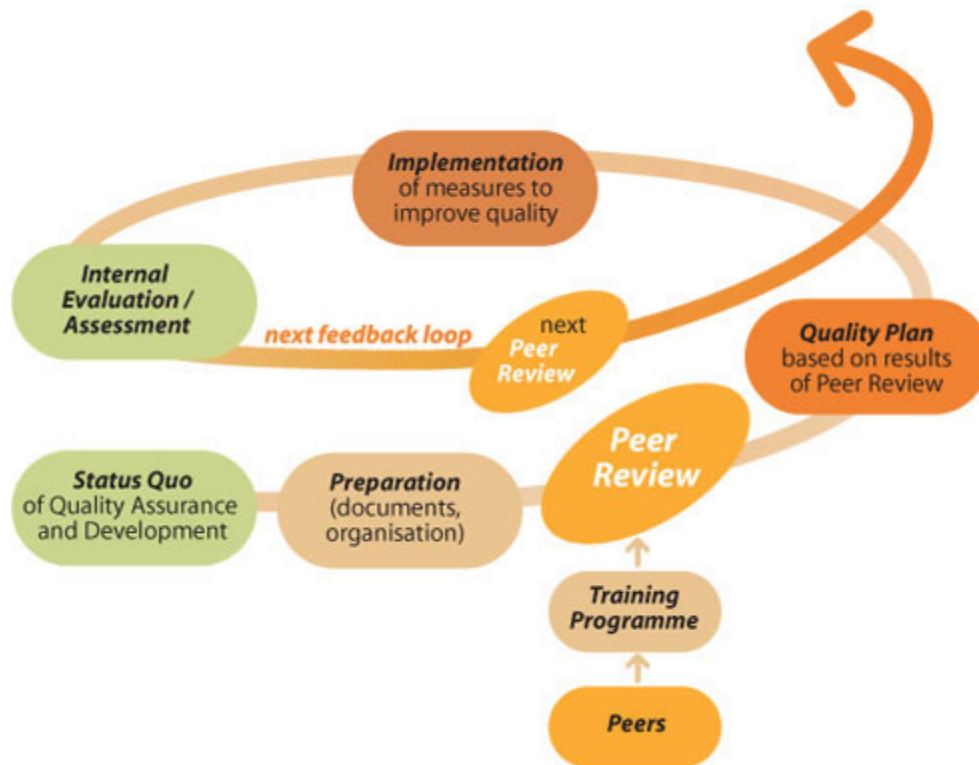 Implementation
of measures to
improve quality
Internal
Evaluation /
Assessment
next feedback loop
next
Peer
Review
Quality Plan
based on results
of Peer Review
Peer
Review
Status Quo
of Quality Assurance
and Development
Preparation
(documents,
organisation)
Training
Programme
Peers